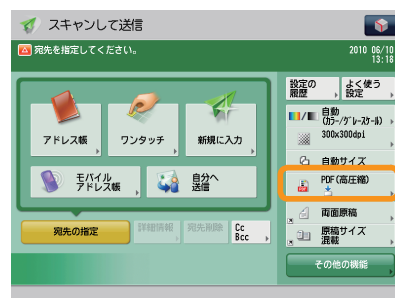 スキャンして送信
宛先を指定してください。
2010 06/10
13:18
設定の
履歴
よく使う
設定
自動
(カラー/グレースケール)
300x300dpi
アドレス帳
ワンタッチ
新規に入力
自動サイズ
モバイル
アドレス帳
自分へ
送信
PDF(高圧縮)
両面原稿
宛先の指定
詳細情報
宛先削除
Cc
Bcc
原稿サイズ
混載
その他の機能